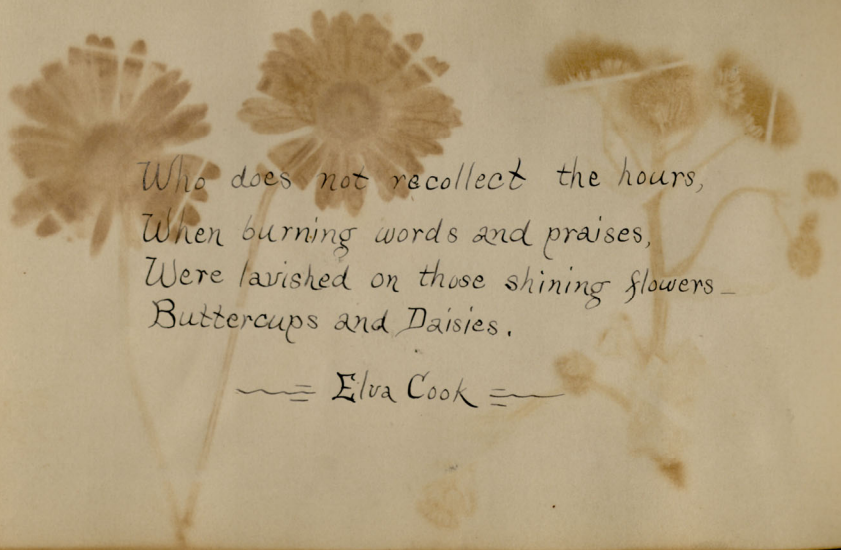 Who does not recollect the hours,
When burning words and praises,
Were lavished on those shining flowers_
Buttercups and Daisies.
Elva Cook